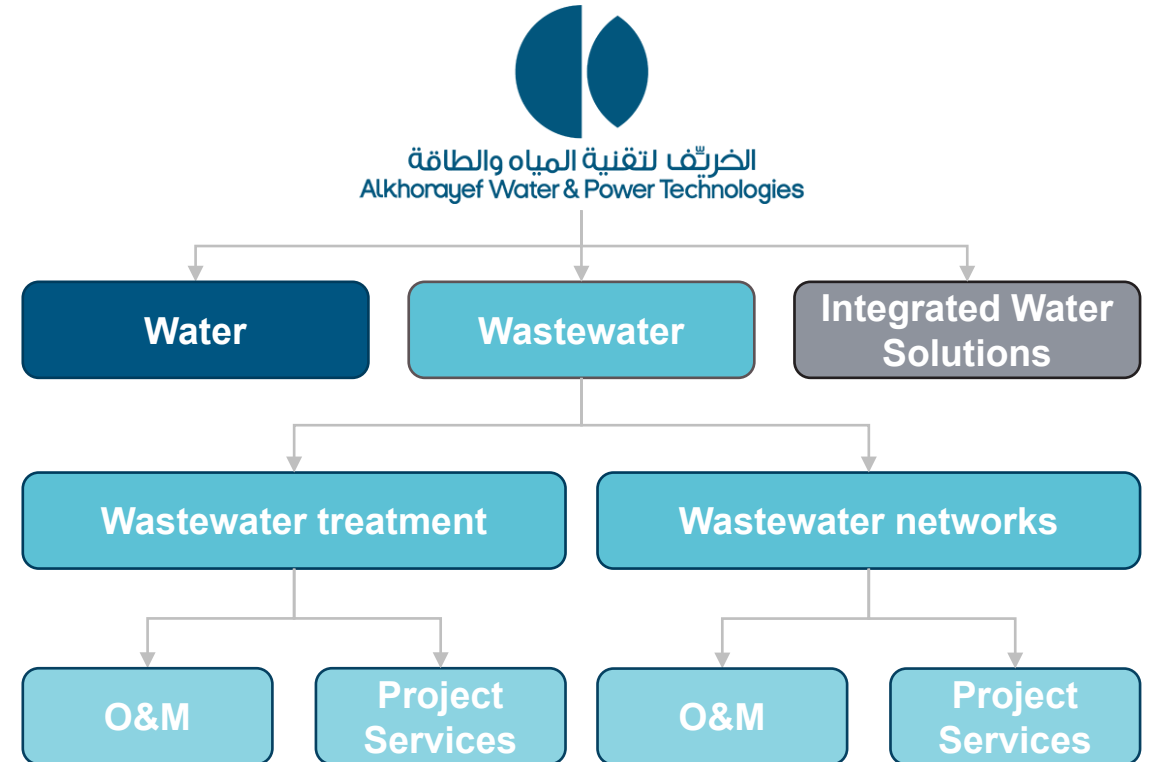 الخريّف لتقنية المياه والطاقة
Alkhorayef Water & Power Technologies
Water
Wastewater
Integrated Water
Solutions
Wastewater treatment
Wastewater networks
O&M
Project
Services
O&M
Project
Services